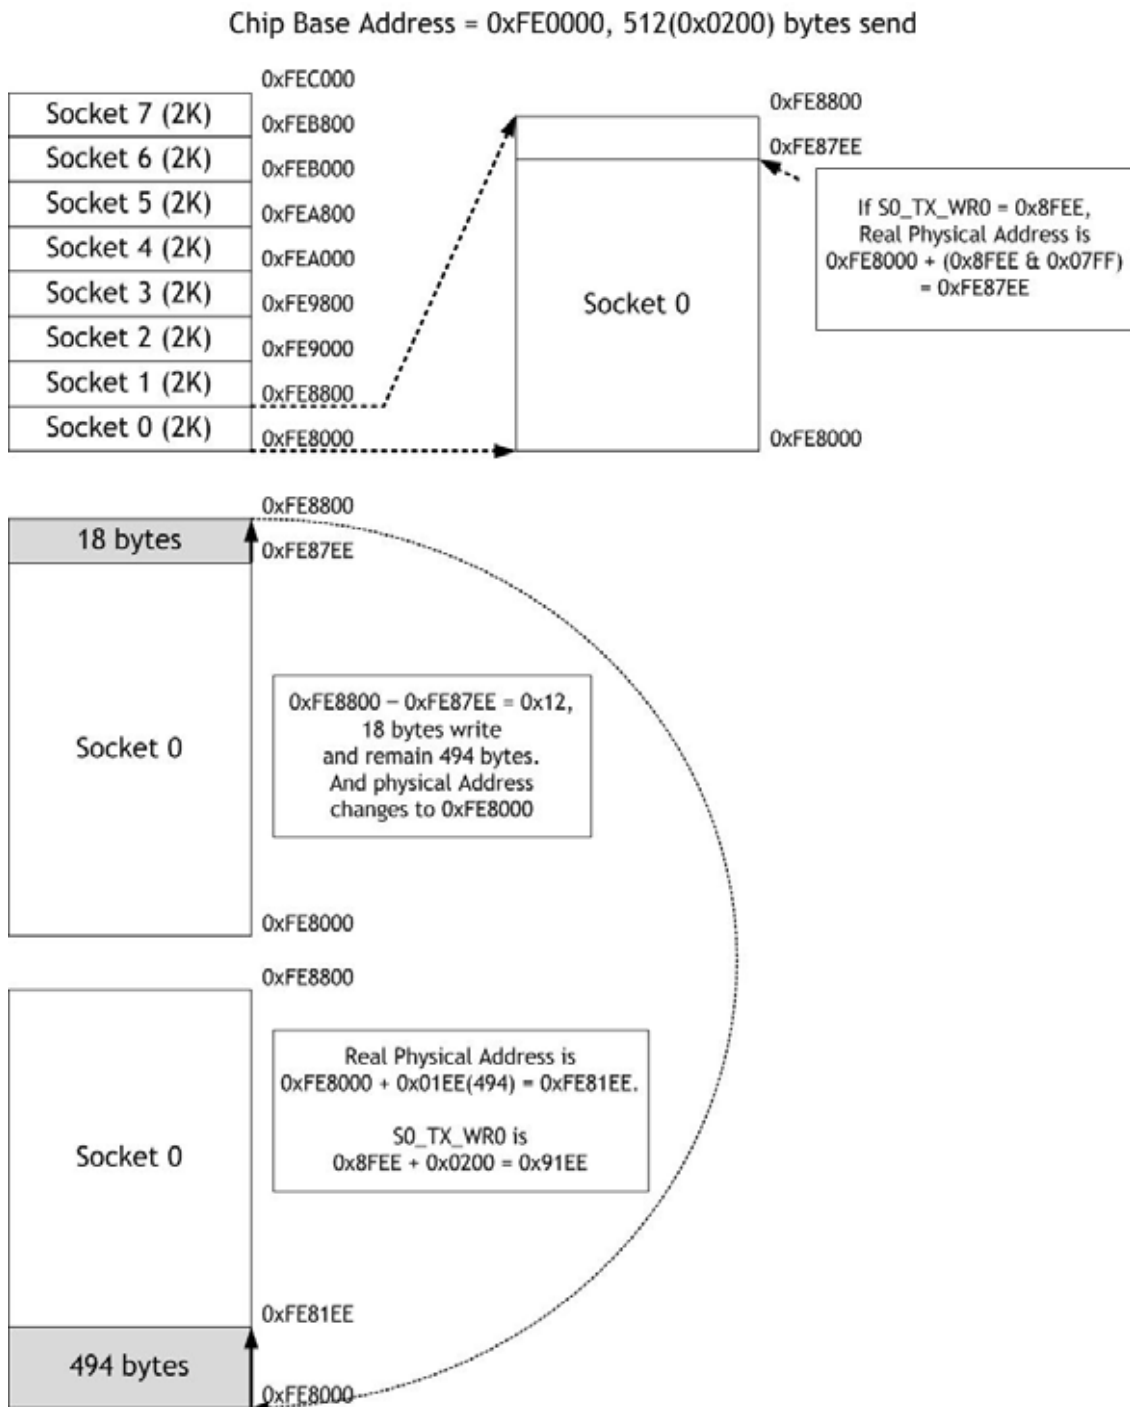 Chip Base Address = 0xFE0000, 512(0x0200) bytes send
0xFEC000
Socket 7 (2K)
0xFEB800
Socket 6 (2K)
0xFEB000
Socket 5 (2K)
0xFEA800
Socket 4 (2K)
0xFEA000
Socket 3 (2K)
0xFE9800
Socket 2 (2K)
0xFE9000
Socket 1 (2K)
0xFE8800
Socket 0 (2K)
0xFE8000
0xFE8800
0xFE87EE
Socket 0
0xFE8000
If S0_TX_WR0 = 0x8FEE,
Real Physical Address is
0xFE8000 + (0x8FEE & 0x07FF)
= 0xFE87EE
0xFE8800
18 bytes
0xFE87EE
Socket 0
0xFE8800 – 0xFE87EE = 0x12,
18 bytes write
and remain 494 bytes.
And physical Address
changes to 0xFE8000
0xFE8000
0xFE8800
Socket 0
Real Physical Address is
0xFE8000 + 0x01EE(494) = 0xFE81EE.
S0_TX_WR0 is
0x8FEE + 0x0200 = 0x91EE
0xFE81EE
494 bytes
0xFE8000